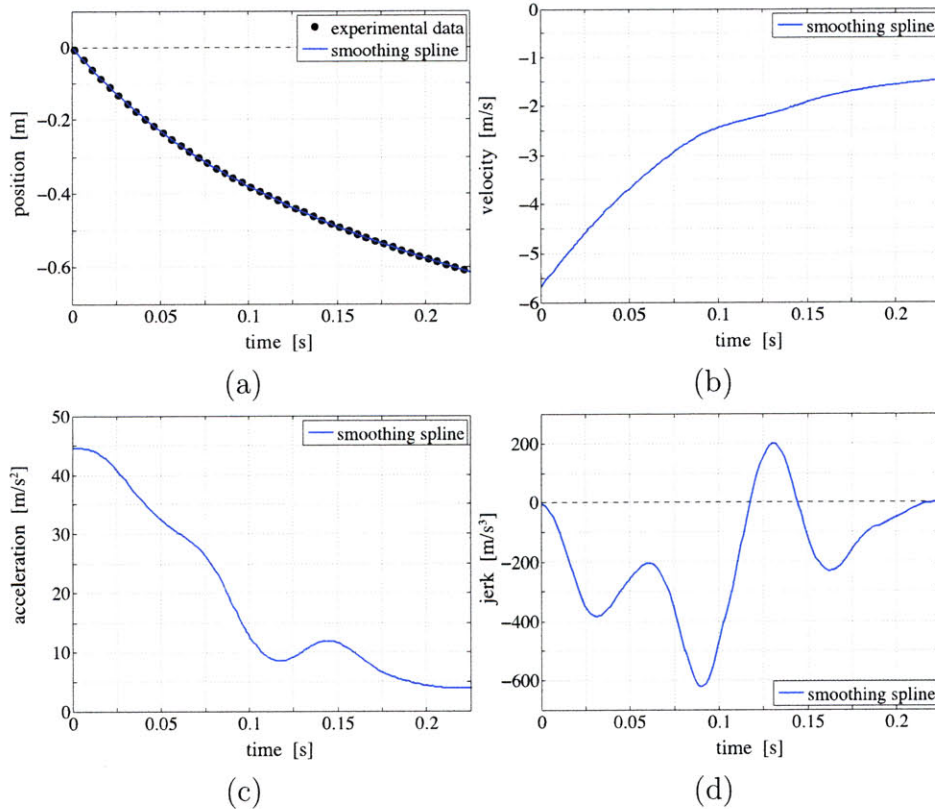 experimental data
smoothing spline
0
−0.2
−0.4
−0.6
position [m]
0 0.05 0.1 0.15 0.2
time [s]
(a)
smoothing spline
0
−1
−2
−3
−4
−5
−6
velocity [m/s]
0 0.05 0.1 0.15 0.2
time [s]
(b)
smoothing spline
50
40
30
20
10
0
acceleration [m/s²]
0 0.05 0.1 0.15 0.2
time [s]
(c)
200
0
−200
−400
−600
jerk [m/s³]
smoothing spline
0 0.05 0.1 0.15 0.2
time [s]
(d)